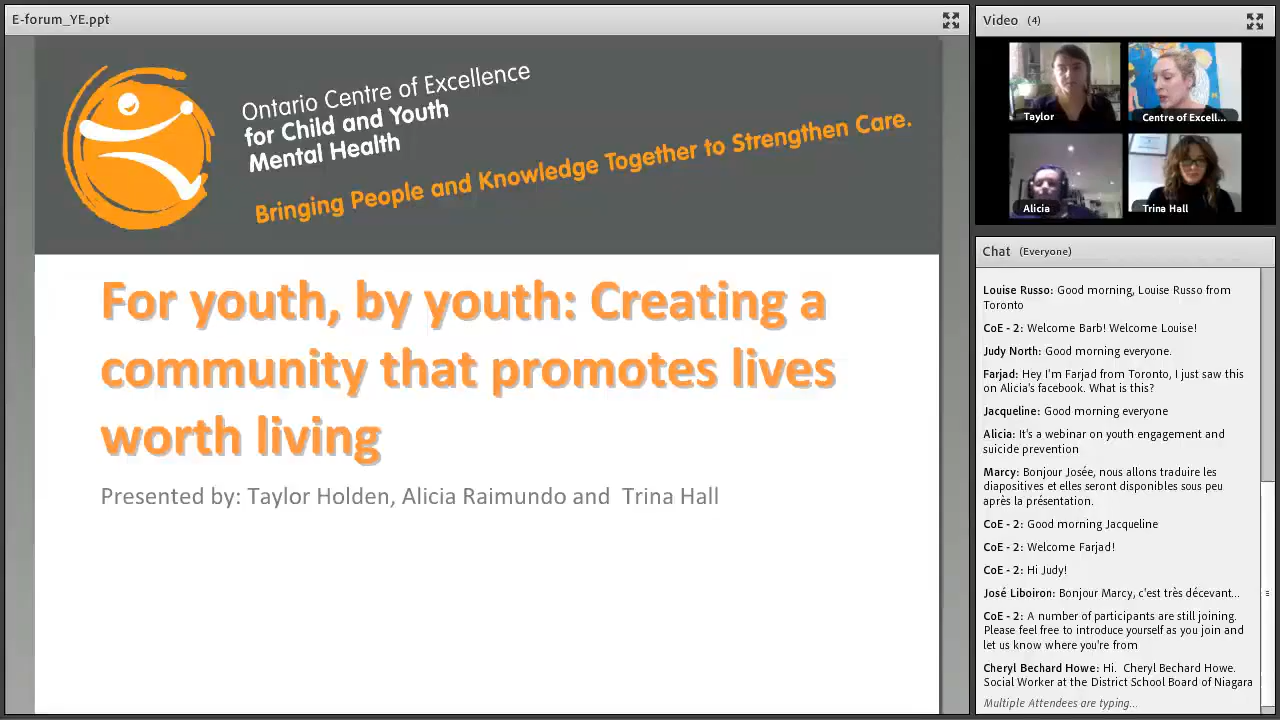 E-forum_YE.ppt
Ontario Centre of Excellence
for Child and Youth
Mental Health
Bringing People and Knowledge Together to Strengthen Care.
For youth, by youth: Creating a
community that promotes lives
worth living
Presented by: Taylor Holden, Alicia Raimundo and Trina Hall
Video (4)
Taylor
Centre of Excell...
Alicia
Trina Hall
Chat (Everyone)
Louise Russo: Good morning, Louise Russo from
Toronto
CoE - 2: Welcome Barb! Welcome Louise!
Judy North: Good morning everyone.
Farjad: Hey I'm Farjad from Toronto, I just saw this
on Alicia's facebook. What is this?
Jacqueline: Good morning everyone
Alicia: It's a webinar on youth engagement and
suicide prevention
Marcy: Bonjour Josée, nous allons traduire les
diapositives et elles seront disponibles sous peu
après la présentation.
CoE - 2: Good morning Jacqueline
CoE - 2: Welcome Farjad!
CoE - 2: Hi Judy!
José Liboiron: Bonjour Marcy, c'est très décevant...
CoE - 2: A number of participants are still joining.
Please feel free to introduce yourself as you join and
let us know where you're from
Cheryl Bechard Howe: Hi. Cheryl Bechard Howe.
Social Worker at the District School Board of Niagara
Multiple Attendees are typing...